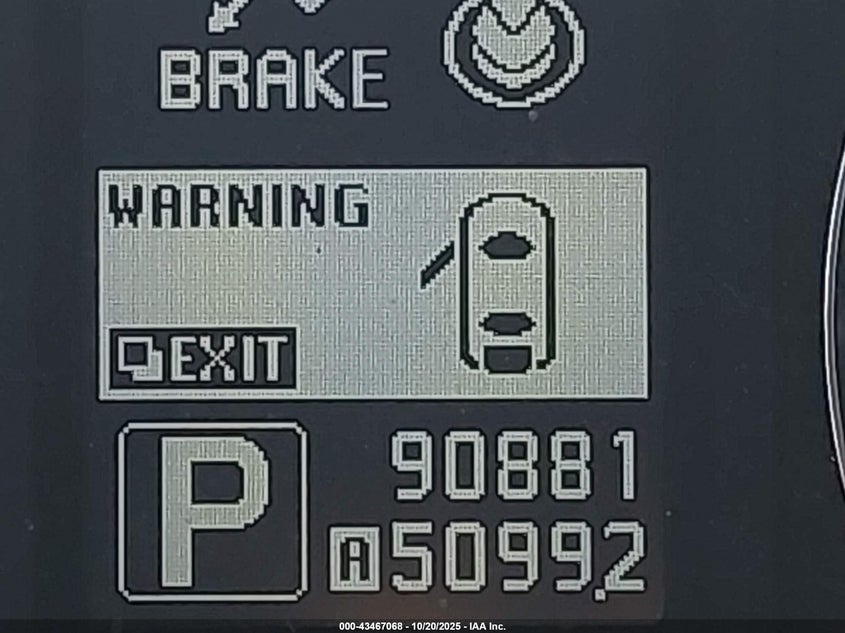 BRAKE
WARNING
EXIT
P
90881
A 5099.2
000-43467068 - 10/20/2025 - IAA Inc.